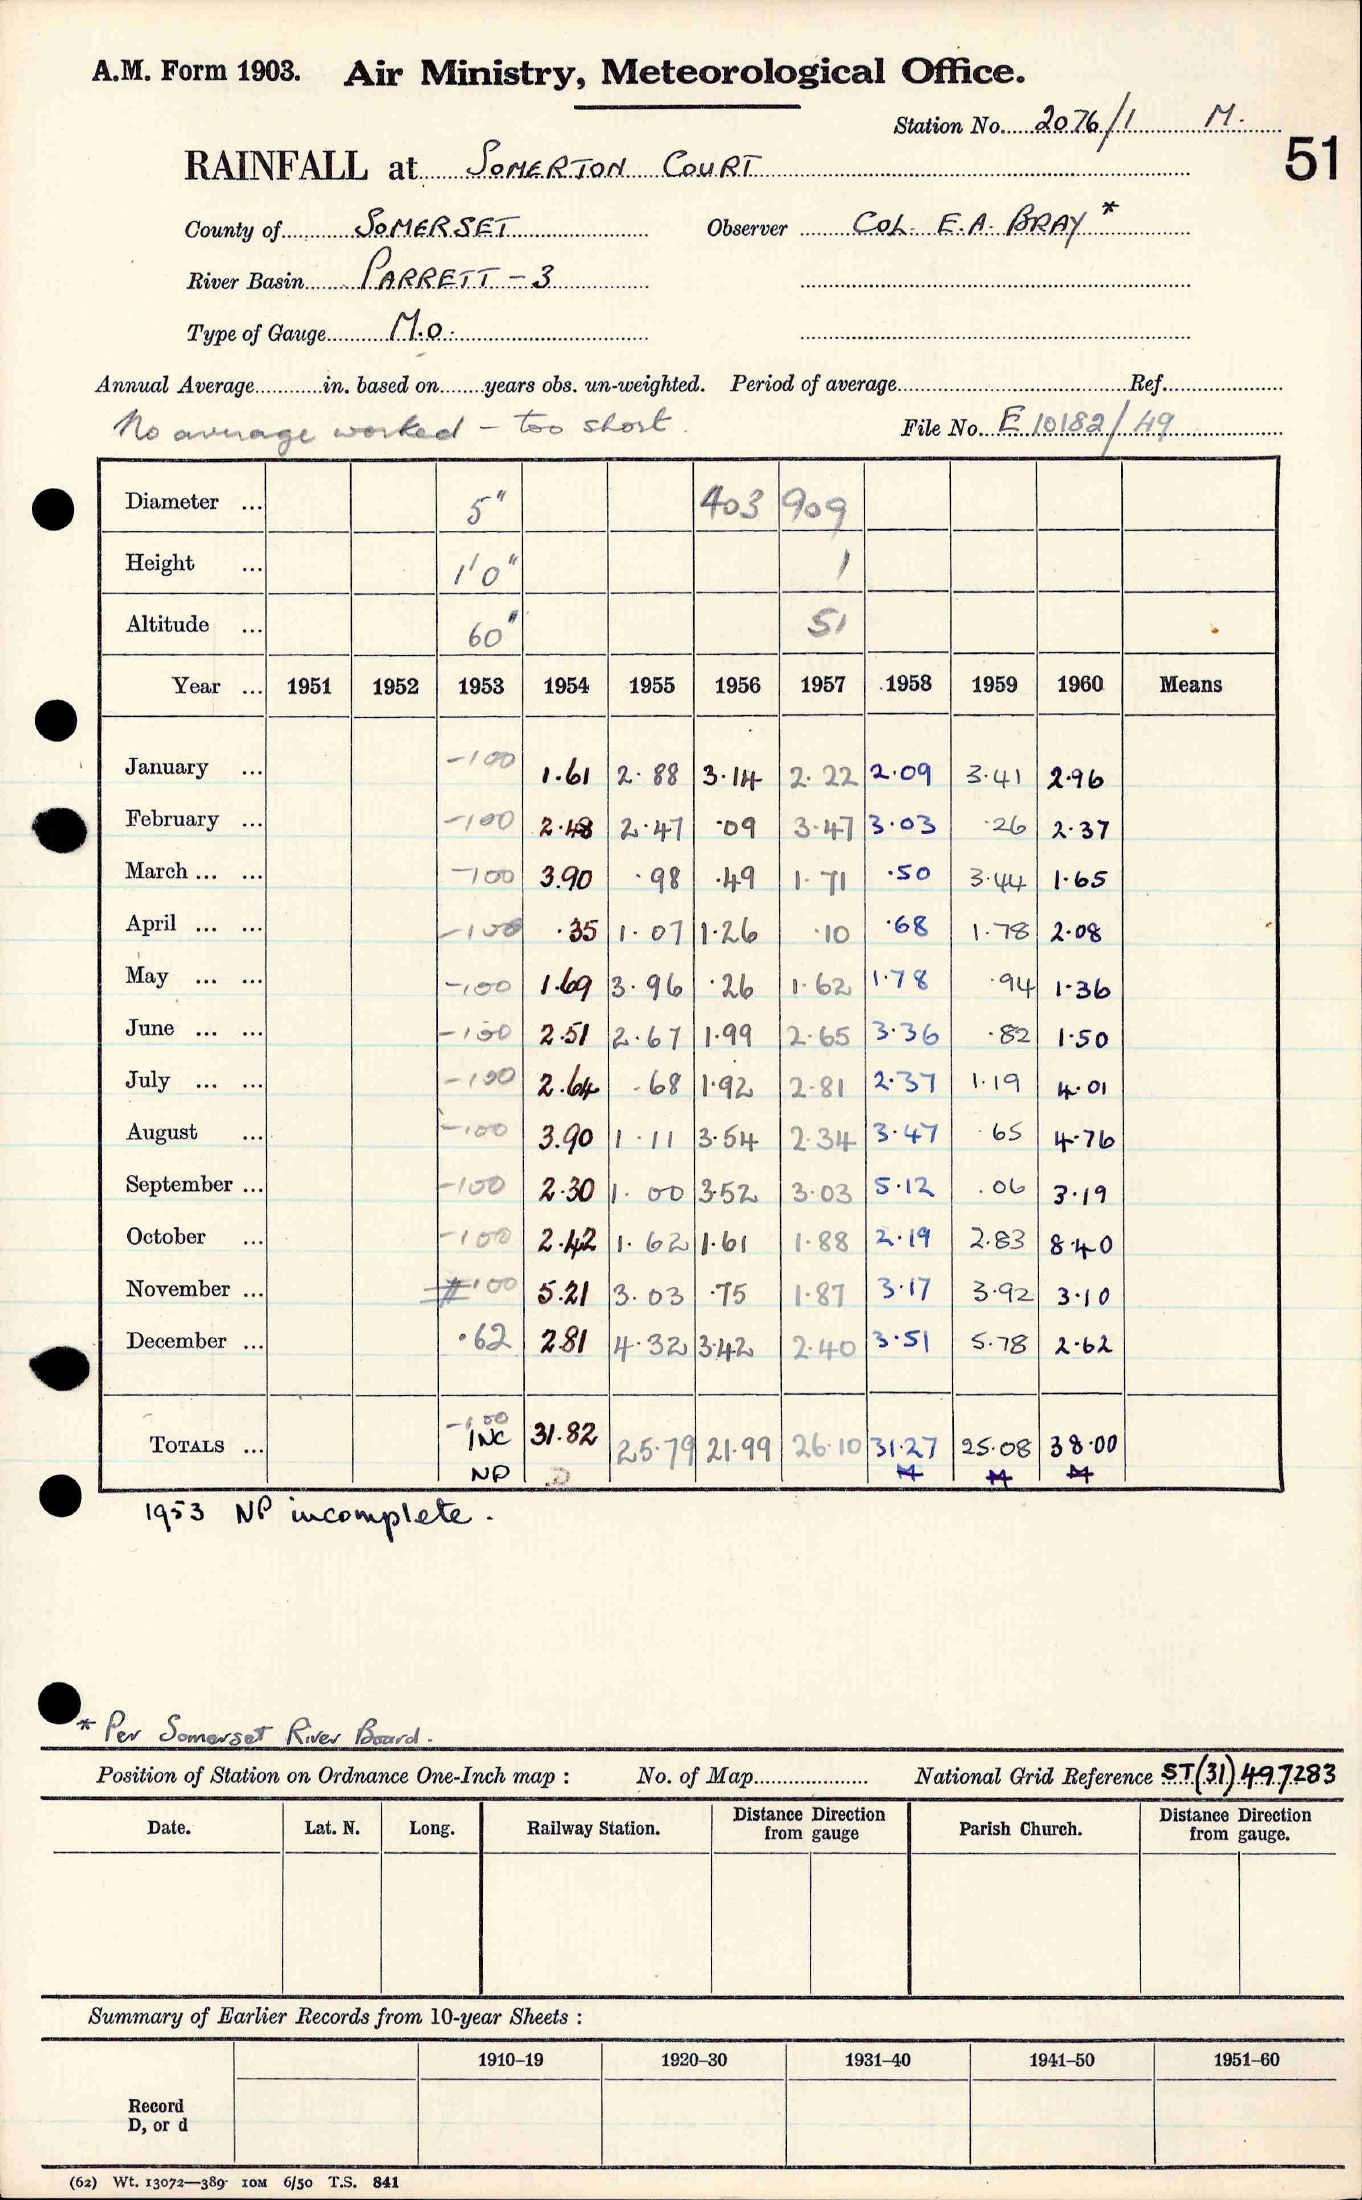 A.M. Form 1903. Air Ministry, Meteorological Office.
Station No. 2076/1 M.
51
RAINFALL at SOMERTON COURT
County of SOMERSET Observer COL. E.A. BRAY *
River Basin PARRETT - 3
Type of Gauge M.O.
Annual Average in. based on years obs. un-weighted. Period of average Ref.
No average worked - too short.
File No. E 10182/49
Diameter ... 5" 403 909
Height ... 1'0" 1
Altitude ... 60" 51
Year ... 1951 1952 1953 1954 1955 1956 1957 1958 1959 1960 Means
January ... -100 1.61 2.88 3.14 2.22 2.09 3.41 2.96
February ... -100 2.48 2.47 .09 3.47 3.03 .26 2.37
March ... ... -100 3.90 .98 .49 1.71 .50 3.44 1.65
April ... ... -100 .35 1.07 1.26 .10 .68 1.78 2.08
May ... ... -100 1.69 3.96 .26 1.62 1.78 .94 1.36
June ... ... -100 2.51 2.67 1.99 2.65 3.36 .82 1.50
July ... ... -100 2.64 .68 1.92 2.81 2.37 1.19 4.01
August ... -100 3.90 1.11 3.54 2.34 3.47 .65 4.76
September ... -100 2.30 1.00 3.52 3.03 5.12 .06 3.19
October ... -100 2.42 1.62 1.61 1.88 2.19 2.83 8.40
November ... 100 5.21 3.03 .75 1.87 3.17 3.92 3.10
December ... .62 2.81 4.32 3.42 2.40 3.51 5.78 2.62
TOTALS ... -100 INC NP 31.82 25.79 21.99 26.10 31.27 M 25.08 M 38.00 M
1953 NP incomplete.
* Per Somerset River Board.
Position of Station on Ordnance One-Inch map : No. of Map National Grid Reference ST(31) 497283
Date. Lat. N. Long. Railway Station. Distance Direction from gauge Parish Church. Distance Direction from gauge.
Summary of Earlier Records from 10-year Sheets :
1910–19 1920–30 1931–40 1941–50 1951–60
Record
D, or d
(62) Wt. 13072—389 10M 6/50 T.S. 841